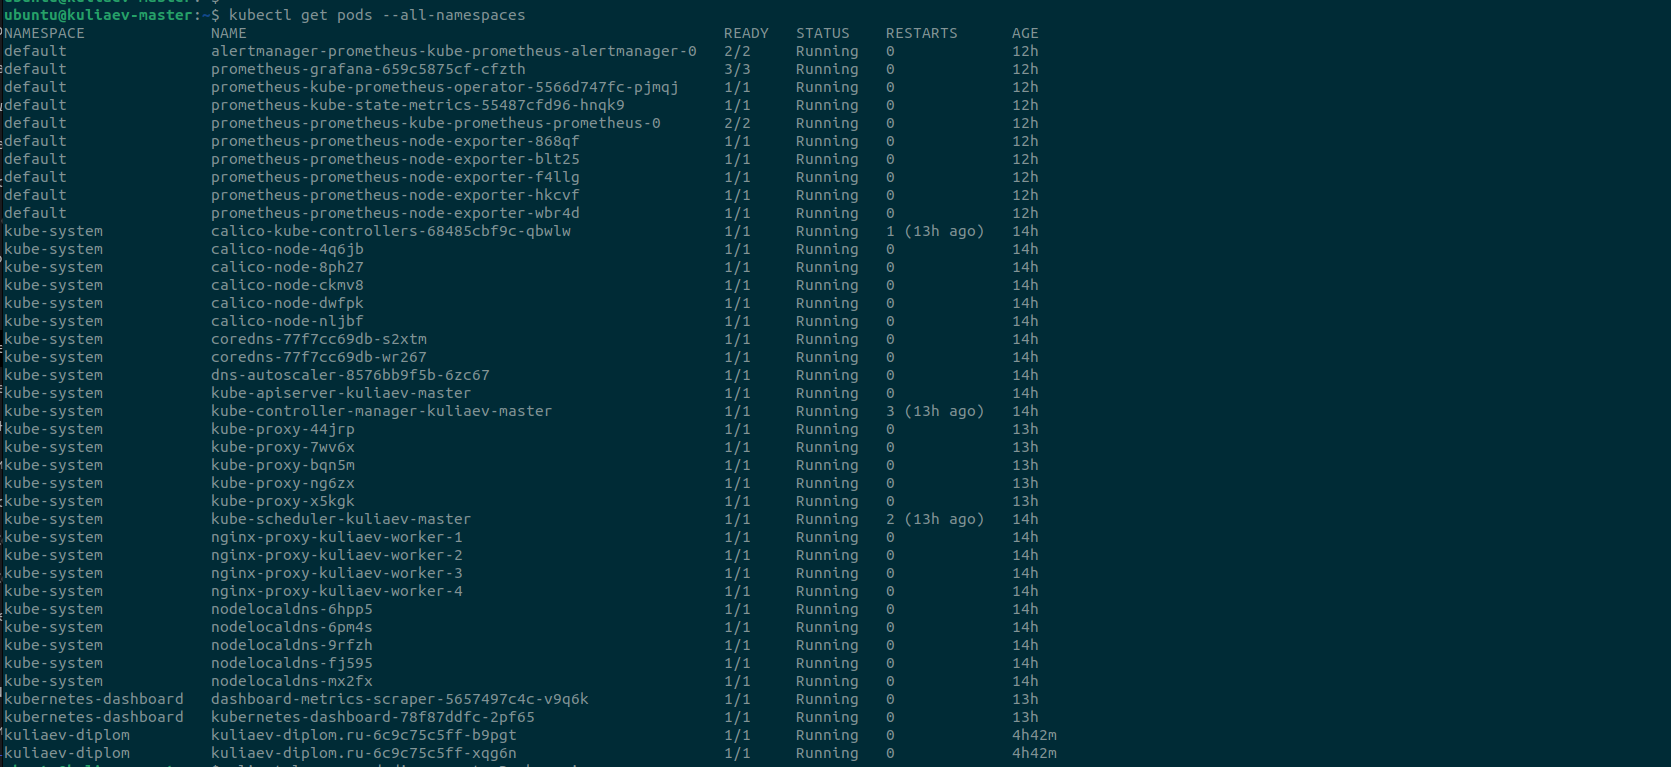 ubuntu@kuliaev-master:~$ kubectl get pods --all-namespaces
NAMESPACE NAME READY STATUS RESTARTS AGE
default alertmanager-prometheus-kube-prometheus-alertmanager-0 2/2 Running 0 12h
default prometheus-grafana-659c5875cf-cfzth 3/3 Running 0 12h
default prometheus-kube-prometheus-operator-5566d747fc-pjmqj 1/1 Running 0 12h
default prometheus-kube-state-metrics-55487cfd96-hnqk9 1/1 Running 0 12h
default prometheus-prometheus-kube-prometheus-prometheus-0 2/2 Running 0 12h
default prometheus-prometheus-node-exporter-868qf 1/1 Running 0 12h
default prometheus-prometheus-node-exporter-blt25 1/1 Running 0 12h
default prometheus-prometheus-node-exporter-f4llg 1/1 Running 0 12h
default prometheus-prometheus-node-exporter-hkcvf 1/1 Running 0 12h
default prometheus-prometheus-node-exporter-wbr4d 1/1 Running 0 12h
kube-system calico-kube-controllers-68485cbf9c-qbwlw 1/1 Running 1 (13h ago) 14h
kube-system calico-node-4q6jb 1/1 Running 0 14h
kube-system calico-node-8ph27 1/1 Running 0 14h
kube-system calico-node-ckmv8 1/1 Running 0 14h
kube-system calico-node-dwfpk 1/1 Running 0 14h
kube-system calico-node-nljbf 1/1 Running 0 14h
kube-system coredns-77f7cc69db-s2xtm 1/1 Running 0 14h
kube-system coredns-77f7cc69db-wr267 1/1 Running 0 14h
kube-system dns-autoscaler-8576bb9f5b-6zc67 1/1 Running 0 14h
kube-system kube-apiserver-kuliaev-master 1/1 Running 0 14h
kube-system kube-controller-manager-kuliaev-master 1/1 Running 3 (13h ago) 14h
kube-system kube-proxy-44jrp 1/1 Running 0 13h
kube-system kube-proxy-7wv6x 1/1 Running 0 13h
kube-system kube-proxy-bqn5m 1/1 Running 0 13h
kube-system kube-proxy-ng6zx 1/1 Running 0 13h
kube-system kube-proxy-x5kgk 1/1 Running 0 13h
kube-system kube-scheduler-kuliaev-master 1/1 Running 2 (13h ago) 14h
kube-system nginx-proxy-kuliaev-worker-1 1/1 Running 0 14h
kube-system nginx-proxy-kuliaev-worker-2 1/1 Running 0 14h
kube-system nginx-proxy-kuliaev-worker-3 1/1 Running 0 14h
kube-system nginx-proxy-kuliaev-worker-4 1/1 Running 0 14h
kube-system nodelocaldns-6hpp5 1/1 Running 0 14h
kube-system nodelocaldns-6pm4s 1/1 Running 0 14h
kube-system nodelocaldns-9rfzh 1/1 Running 0 14h
kube-system nodelocaldns-fj595 1/1 Running 0 14h
kube-system nodelocaldns-mx2fx 1/1 Running 0 14h
kubernetes-dashboard dashboard-metrics-scraper-5657497c4c-v9q6k 1/1 Running 0 13h
kubernetes-dashboard kubernetes-dashboard-78f87ddfc-2pf65 1/1 Running 0 13h
kuliaev-diplom kuliaev-diplom.ru-6c9c75c5ff-b9pgt 1/1 Running 0 4h42m
kuliaev-diplom kuliaev-diplom.ru-6c9c75c5ff-xqg6n 1/1 Running 0 4h42m